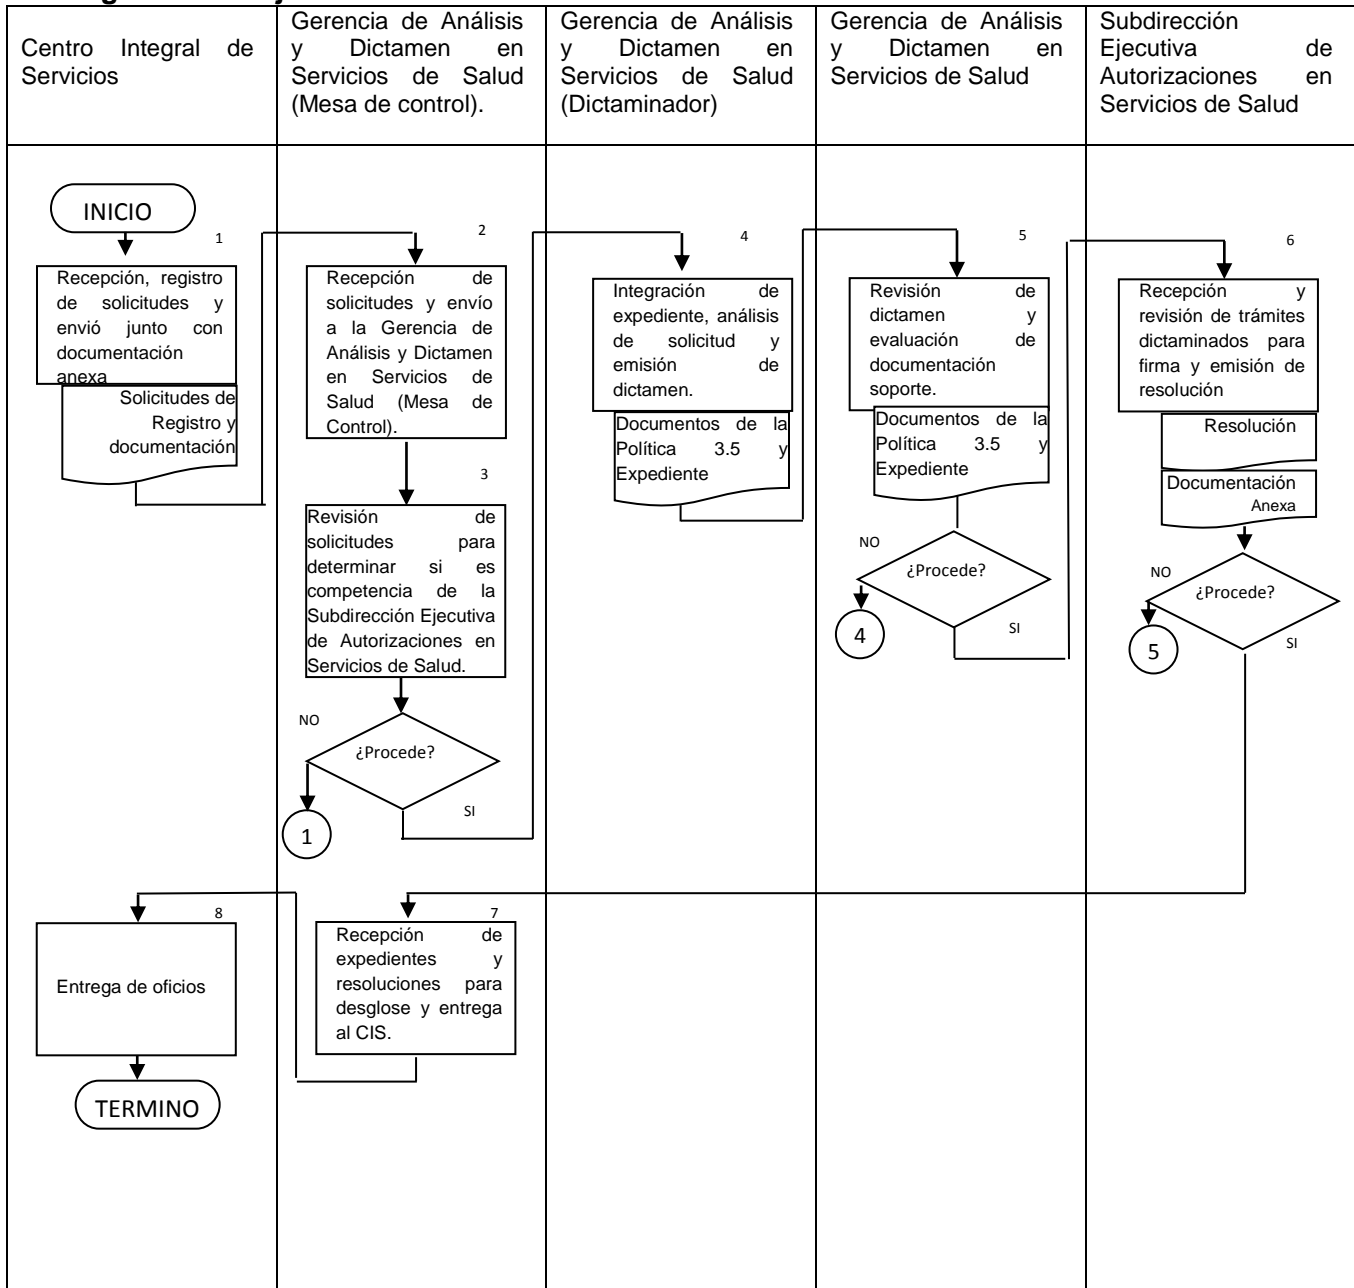 Centro Integral de
Servicios
Gerencia de Análisis
y Dictamen en
Servicios de Salud
(Mesa de control).
Gerencia de Análisis
y Dictamen en
Servicios de Salud
(Dictaminador)
Gerencia de Análisis
y Dictamen en
Servicios de Salud
Subdirección
Ejecutiva de
Autorizaciones en
Servicios de Salud
INICIO
1
Recepción, registro
de solicitudes y
envió junto con
documentación
anexa
Solicitudes de
Registro y
documentación
2
Recepción de
solicitudes y envío
a la Gerencia de
Análisis y Dictamen
en Servicios de
Salud (Mesa de
Control).
3
Revisión de
solicitudes para
determinar si es
competencia de la
Subdirección Ejecutiva
de Autorizaciones en
Servicios de Salud.
NO
¿Procede?
SI
1
4
Integración de
expediente, análisis
de solicitud y
emisión de
dictamen.
Documentos de la
Política 3.5 y
Expediente
5
Revisión de
dictamen y
evaluación de
documentación
soporte.
Documentos de la
Política 3.5 y
Expediente
NO
¿Procede?
SI
4
6
Recepción y
revisión de trámites
dictaminados para
firma y emisión de
resolución
Resolución
Documentación
Anexa
NO
¿Procede?
SI
5
7
Recepción de
expedientes y
resoluciones para
desglose y entrega
al CIS.
8
Entrega de oficios
TERMINO